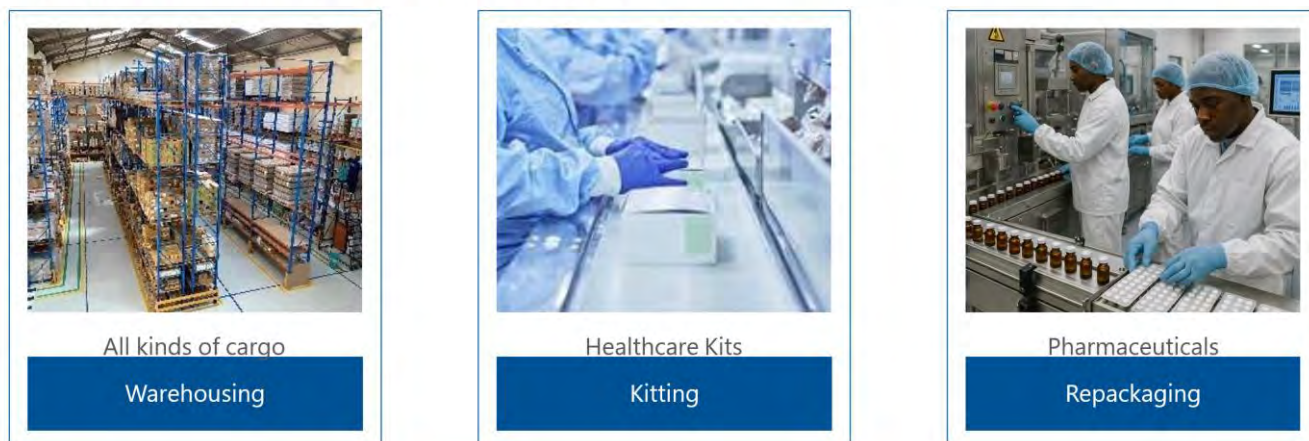 All kinds of cargo
Warehousing
Healthcare Kits
Kitting
Pharmaceuticals
Repackaging